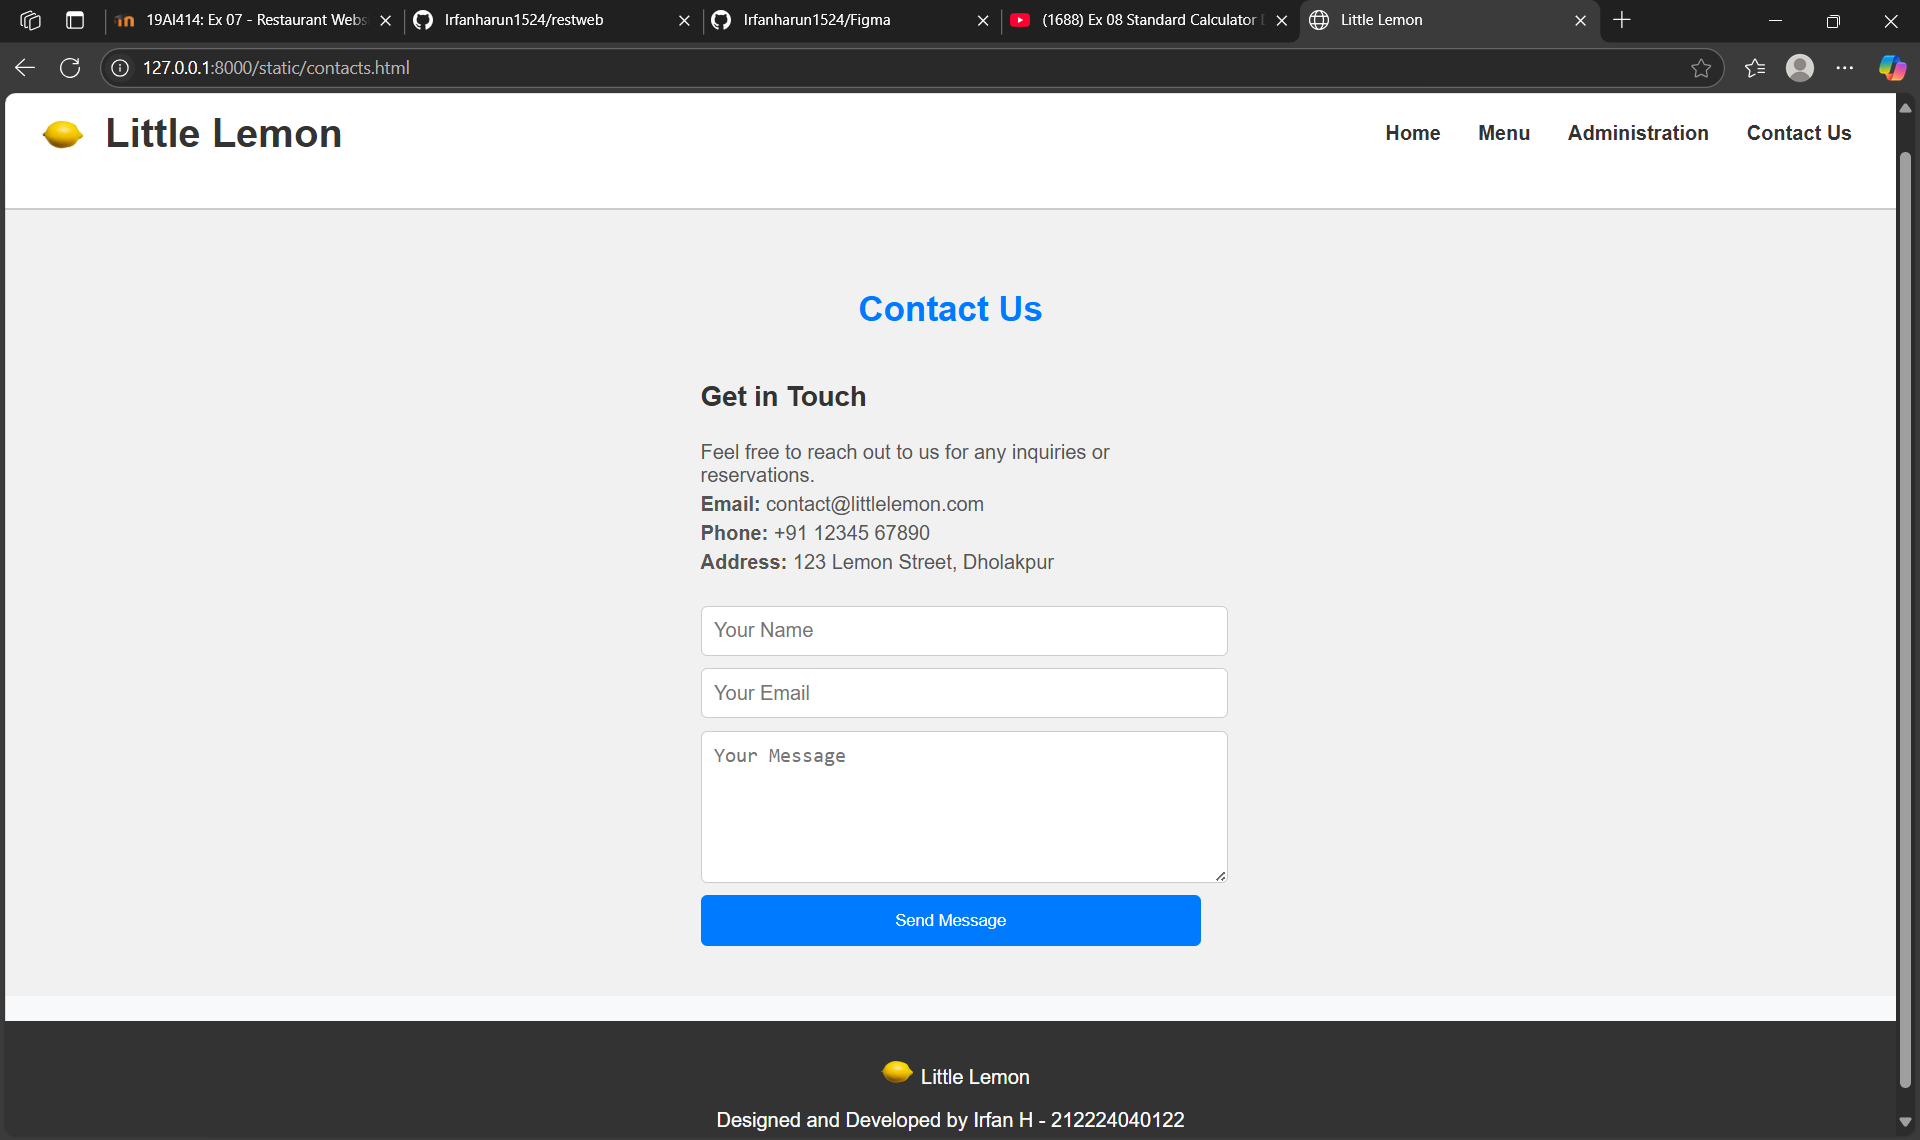 19AI414: Ex 07 - Restaurant Webs
Irfanharun1524/restweb
Irfanharun1524/Figma
(1688) Ex 08 Standard Calculator
Little Lemon
127.0.0.1:8000/static/contacts.html
Little Lemon
Home Menu Administration Contact Us
Contact Us
Get in Touch
Feel free to reach out to us for any inquiries or
reservations.
Email: contact@littlelemon.com
Phone: +91 12345 67890
Address: 123 Lemon Street, Dholakpur
Your Name
Your Email
Your Message
Send Message
Little Lemon
Designed and Developed by Irfan H - 212224040122